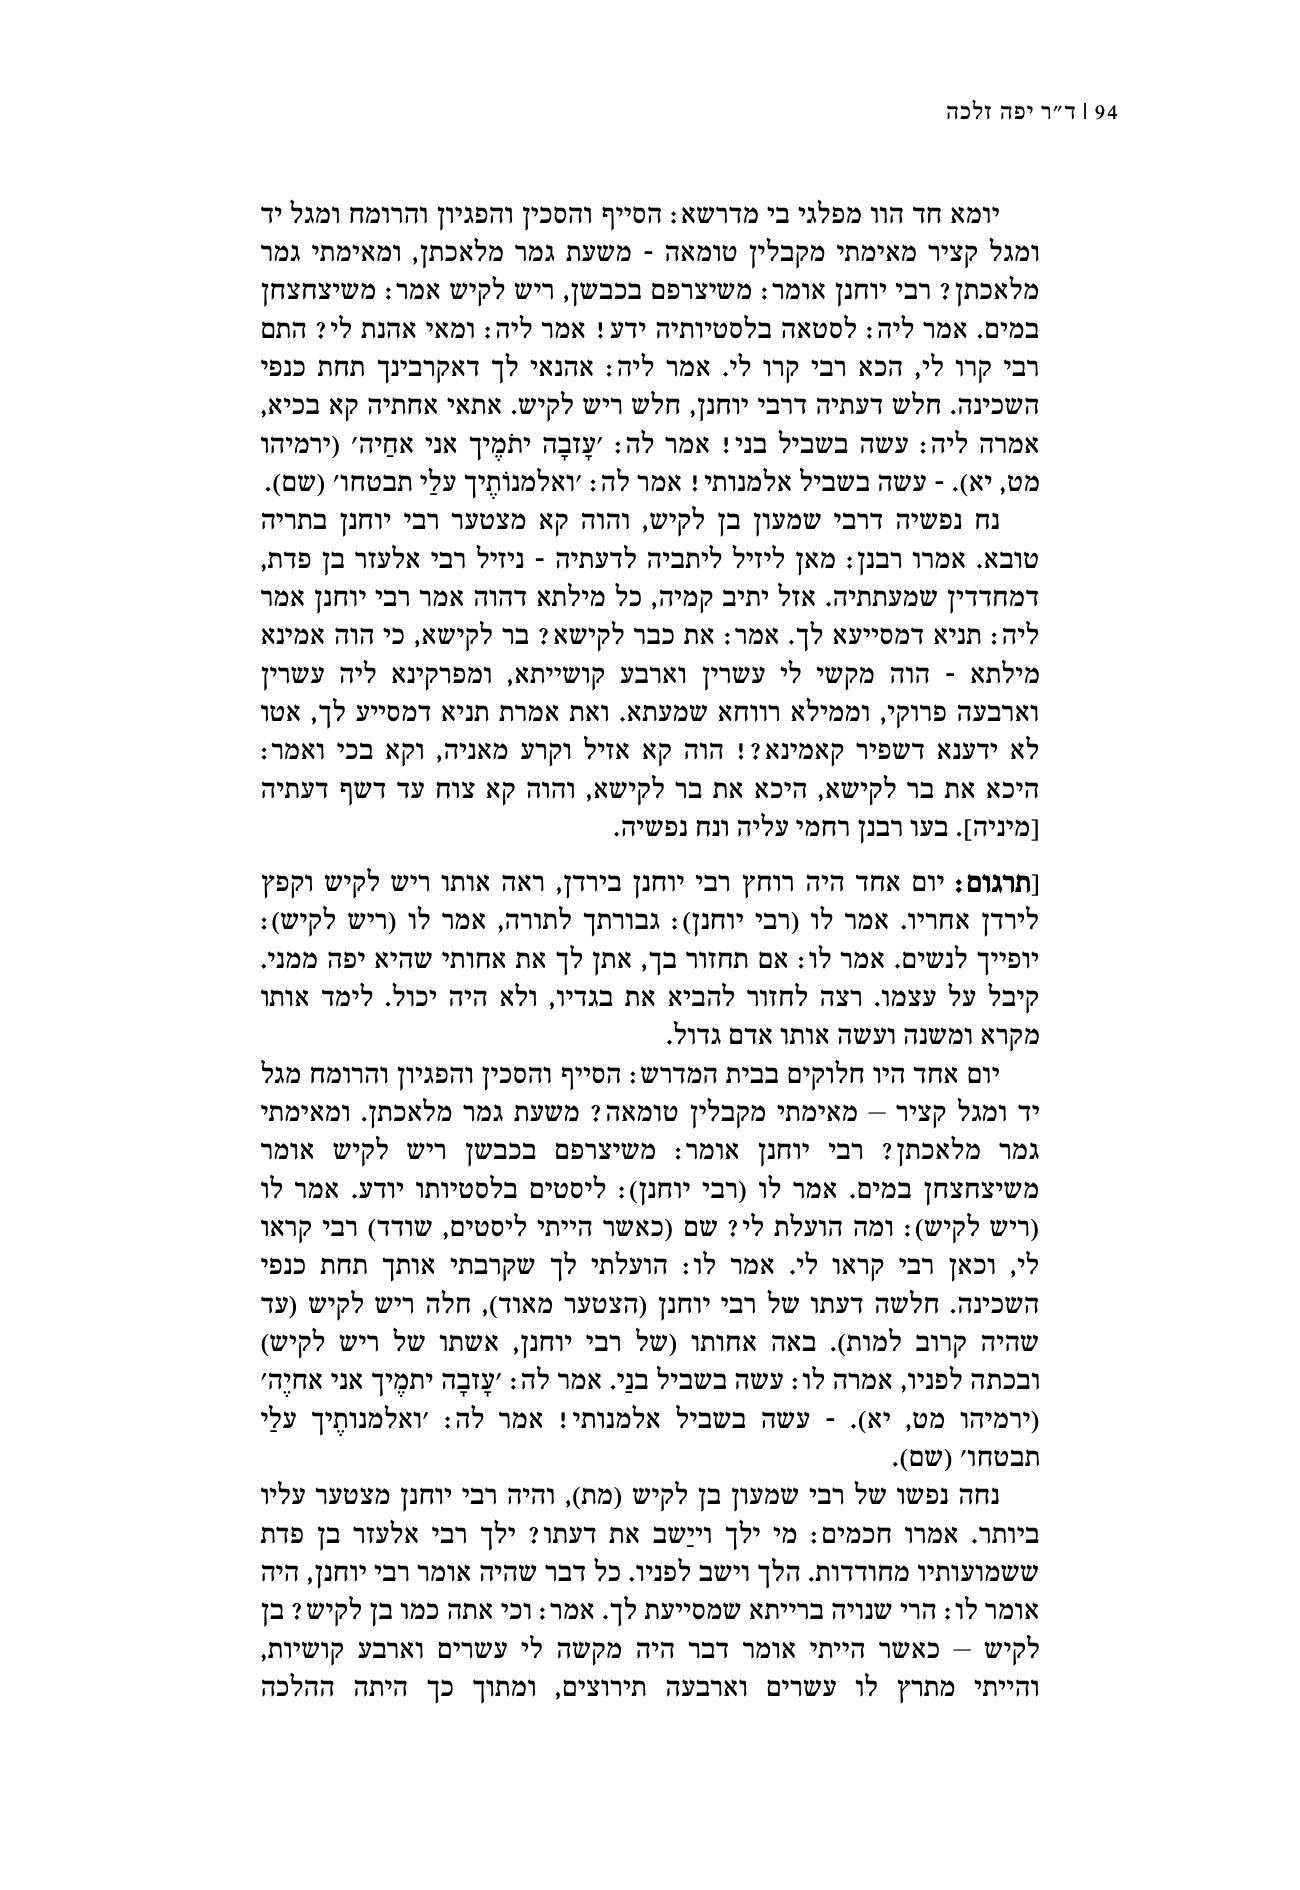 94 | ד״ר יפה זלכה
יומא חד הוו מפלגי בי מדרשא: הסייף והסכין והפגיון והרומח ומגל יד
ומגל קציר מאימתי מקבלין טומאה - משעת גמר מלאכתן, ומאימתי גמר
מלאכתן? רבי יוחנן אומר: משיצרפם בכבשן, ריש לקיש אמר: משיצחצחן
במים. אמר ליה: לסטאה בלסטיותיה ידע! אמר ליה: ומאי אהנת לי? התם
רבי קרו לי, הכא רבי קרו לי. אמר ליה: אהנאי לך דאקרבינך תחת כנפי
השכינה. חלש דעתיה דרבי יוחנן, חלש ריש לקיש. אתאי אחתיה קא בכיא,
אמרה ליה: עשה בשביל בני! אמר לה: ׳עָזבָה יתֹמֶיך אני אחַיה׳ (ירמיהו
מט, יא). - עשה בשביל אלמנותי! אמר לה: ׳ואלמנוֹתֶיך עלַי תבטחו׳ (שם).
נח נפשיה דרבי שמעון בן לקיש, והוה קא מצטער רבי יוחנן בתריה
טובא. אמרו רבנן: מאן ליזיל ליתביה לדעתיה - ניזיל רבי אלעזר בן פדת,
דמחדדין שמעתתיה. אזל יתיב קמיה, כל מילתא דהוה אמר רבי יוחנן אמר
ליה: תניא דמסייעא לך. אמר: את כבר לקישא? בר לקישא, כי הוה אמינא
מילתא - הוה מקשי לי עשרין וארבע קושייתא, ומפרקינא ליה עשרין
וארבעה פרוקי, וממילא רווחא שמעתא. ואת אמרת תניא דמסייע לך, אטו
לא ידענא דשפיר קאמינא?! הוה קא אזיל וקרע מאניה, וקא בכי ואמר:
היכא את בר לקישא, היכא את בר לקישא, והוה קא צוח עד דשף דעתיה
[מיניה]. בעו רבנן רחמי עליה ונח נפשיה.
[תרגום: יום אחד היה רוחץ רבי יוחנן בירדן, ראה אותו ריש לקיש וקפץ
לירדן אחריו. אמר לו (רבי יוחנן): גבורתך לתורה, אמר לו (ריש לקיש):
יופייך לנשים. אמר לו: אם תחזור בך, אתן לך את אחותי שהיא יפה ממני.
קיבל על עצמו. רצה לחזור להביא את בגדיו, ולא היה יכול. לימד אותו
מקרא ומשנה ועשה אותו אדם גדול.
יום אחד היו חלוקים בבית המדרש: הסייף והסכין והפגיון והרומח מגל
יד ומגל קציר – מאימתי מקבלין טומאה? משעת גמר מלאכתן. ומאימתי
גמר מלאכתן? רבי יוחנן אומר: משיצרפם בכבשן ריש לקיש אומר
משיצחצחן במים. אמר לו (רבי יוחנן): ליסטים בלסטיותו יודע. אמר לו
(ריש לקיש): ומה הועלת לי? שם (כאשר הייתי ליסטים, שודד) רבי קראו
לי, וכאן רבי קראו לי. אמר לו: הועלתי לך שקרבתי אותך תחת כנפי
השכינה. חלשה דעתו של רבי יוחנן (הצטער מאוד), חלה ריש לקיש (עד
שהיה קרוב למות). באה אחותו (של רבי יוחנן, אשתו של ריש לקיש)
ובכתה לפניו, אמרה לו: עשה בשביל בנַי. אמר לה: ׳עָזבָה יתמֶיך אני אחיֶה׳
(ירמיהו מט, יא). - עשה בשביל אלמנותי! אמר לה: ׳ואלמנותֶיך עלַי
תבטחו׳ (שם).
נחה נפשו של רבי שמעון בן לקיש (מת), והיה רבי יוחנן מצטער עליו
ביותר. אמרו חכמים: מי ילך וייַשב את דעתו? ילך רבי אלעזר בן פדת
ששמועותיו מחודדות. הלך וישב לפניו. כל דבר שהיה אומר רבי יוחנן, היה
אומר לו: הרי שנויה ברייתא שמסייעת לך. אמר: וכי אתה כמו בן לקיש? בן
לקיש – כאשר הייתי אומר דבר היה מקשה לי עשרים וארבע קושיות,
והייתי מתרץ לו עשרים וארבעה תירוצים, ומתוך כך היתה ההלכה